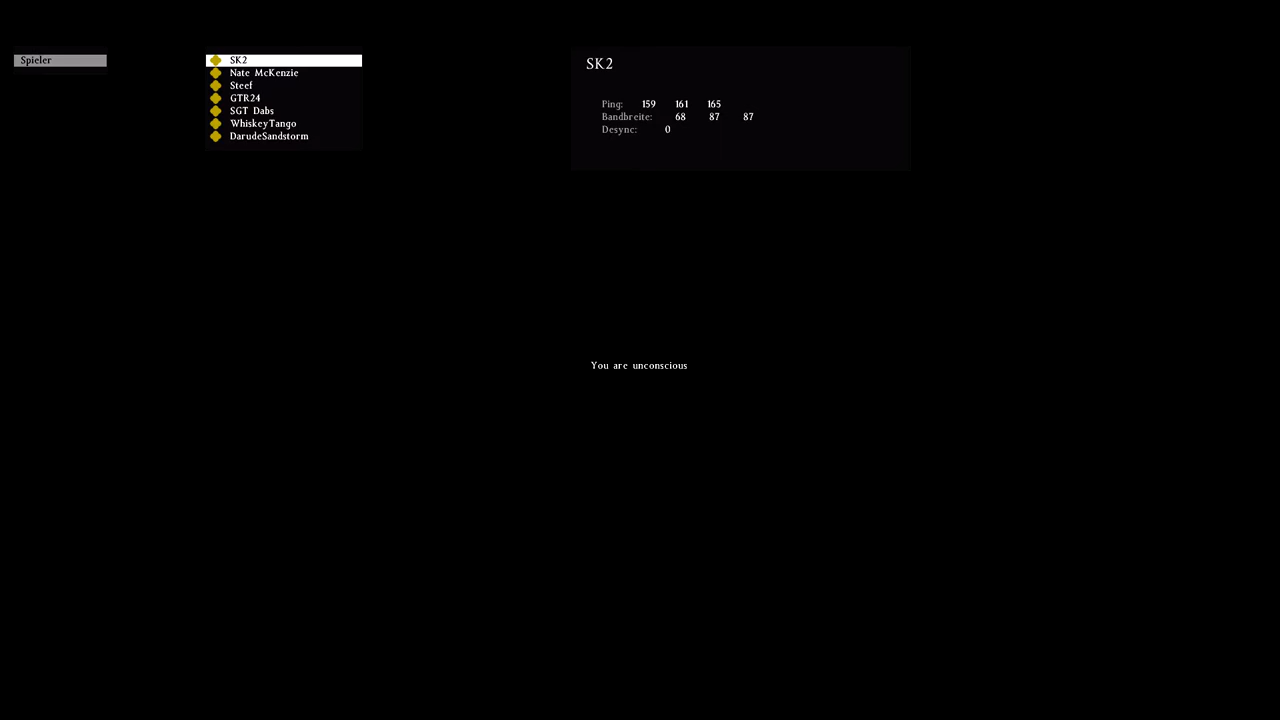 Spieler
SK2
Nate McKenzie
Steef
GTR24
SGT Dabs
WhiskeyTango
DarudeSandstorm
SK2
Ping: 159 161 165
Bandbreite: 68 87 87
Desync: 0
You are unconscious